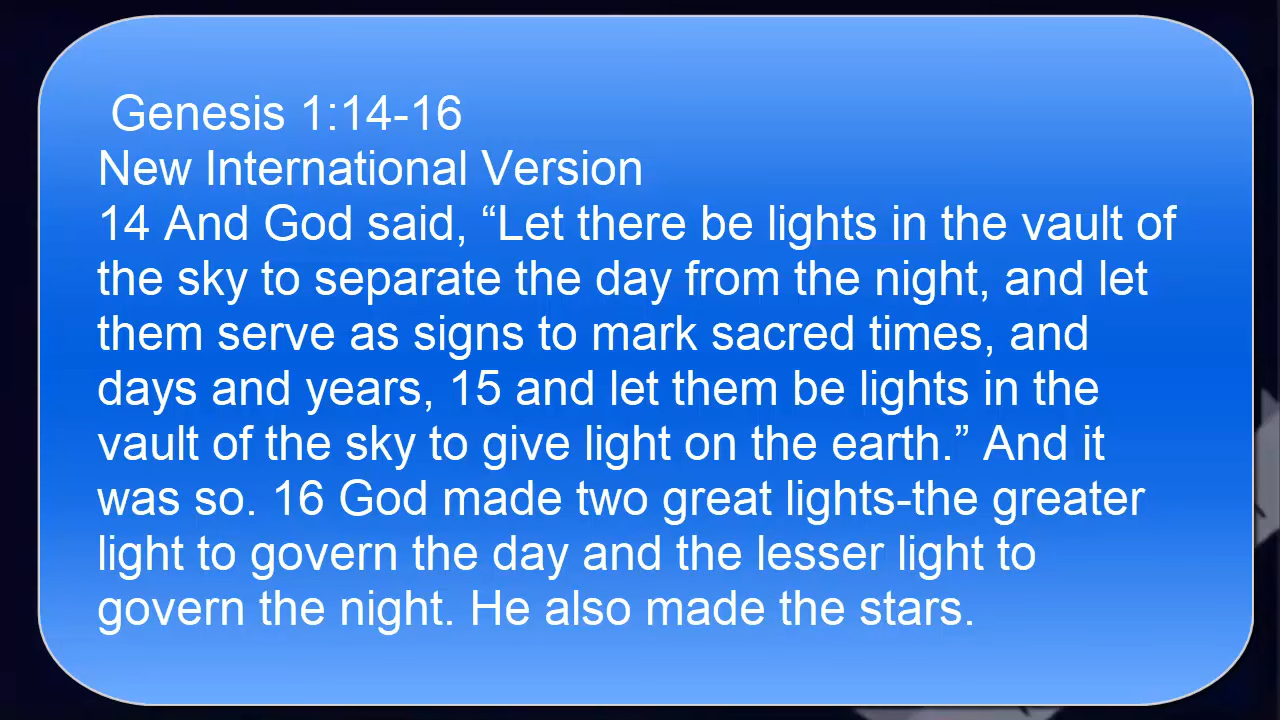 Genesis 1:14-16
New International Version
14 And God said, “Let there be lights in the vault of
the sky to separate the day from the night, and let
them serve as signs to mark sacred times, and
days and years, 15 and let them be lights in the
vault of the sky to give light on the earth.” And it
was so. 16 God made two great lights-the greater
light to govern the day and the lesser light to
govern the night. He also made the stars.